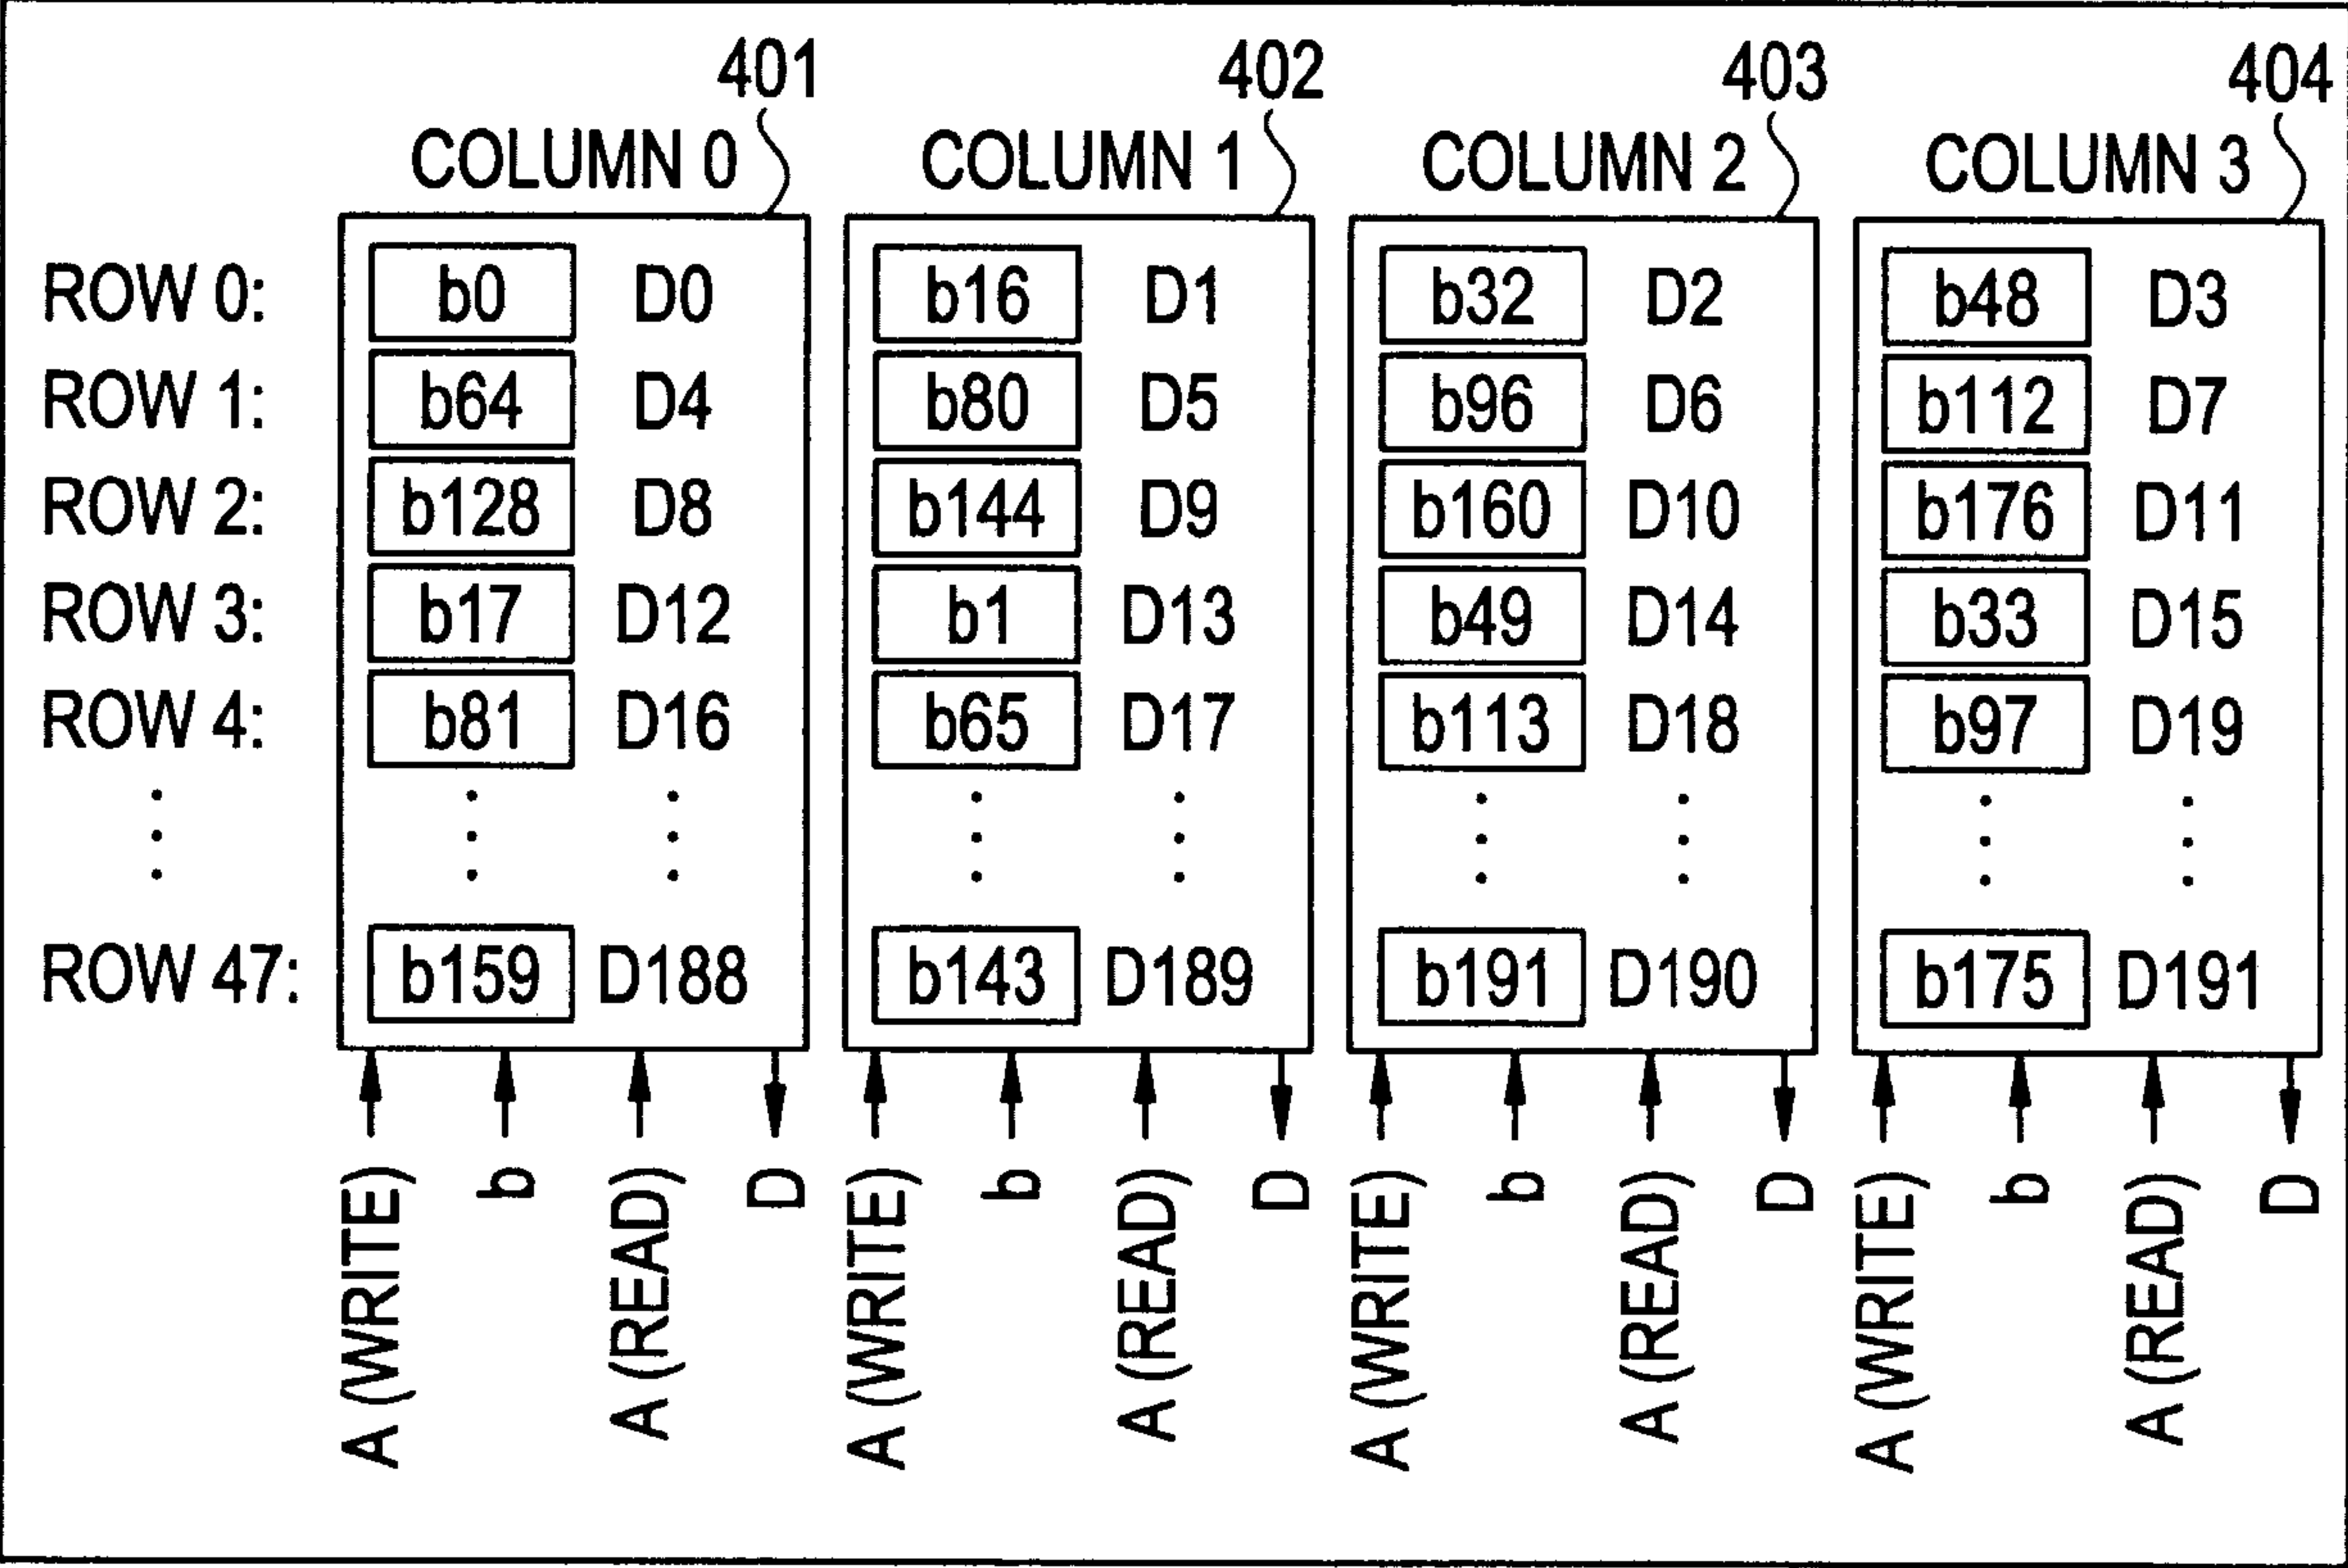 401 402 403 404
COLUMN 0 COLUMN 1 COLUMN 2 COLUMN 3
ROW 0: b0 D0 b16 D1 b32 D2 b48 D3
ROW 1: b64 D4 b80 D5 b96 D6 b112 D7
ROW 2: b128 D8 b144 D9 b160 D10 b176 D11
ROW 3: b17 D12 b1 D13 b49 D14 b33 D15
ROW 4: b81 D16 b65 D17 b113 D18 b97 D19
ROW 47: b159 D188 b143 D189 b191 D190 b175 D191
A (WRITE) b A (READ) D A (WRITE) b A (READ) D A (WRITE) b A (READ) D A (WRITE) b A (READ) D